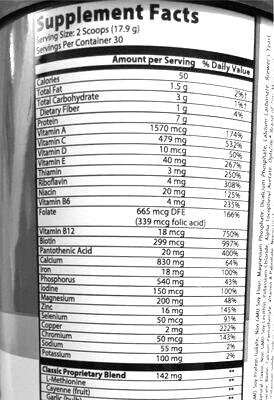 Supplement Facts
Serving Size: 2 Scoops (17.9 g)
Servings Per Container 30
Amount per Serving % Daily Value
Calories 50
Total Fat 1.5 g 2%†
Total Carbohydrate 3 g 1%†
Dietary Fiber 1 g 4%
Protein 7 g
Vitamin A 1570 mcg 174%
Vitamin C 479 mg 532%
Vitamin D 10 mcg 50%
Vitamin E 40 mg 267%
Thiamin 3 mg 250%
Riboflavin 4 mg 308%
Niacin 20 mg 125%
Vitamin B6 4 mg 235%
Folate 665 mcg DFE 166%
(339 mcg folic acid)
Vitamin B12 18 mcg 750%
Biotin 299 mcg 997%
Pantothenic Acid 20 mg 400%
Calcium 830 mg 64%
Iron 18 mg 100%
Phosphorus 540 mg 43%
Iodine 150 mcg 100%
Magnesium 200 mg 48%
Zinc 16 mg 145%
Selenium 50 mcg 91%
Copper 2 mg 222%
Chromium 50 mcg 143%
Sodium 55 mg 2%
Potassium 100 mg 2%
Classic Proprietary Blend 142 mg **
L-Methionine **
Cayenne (fruit) **